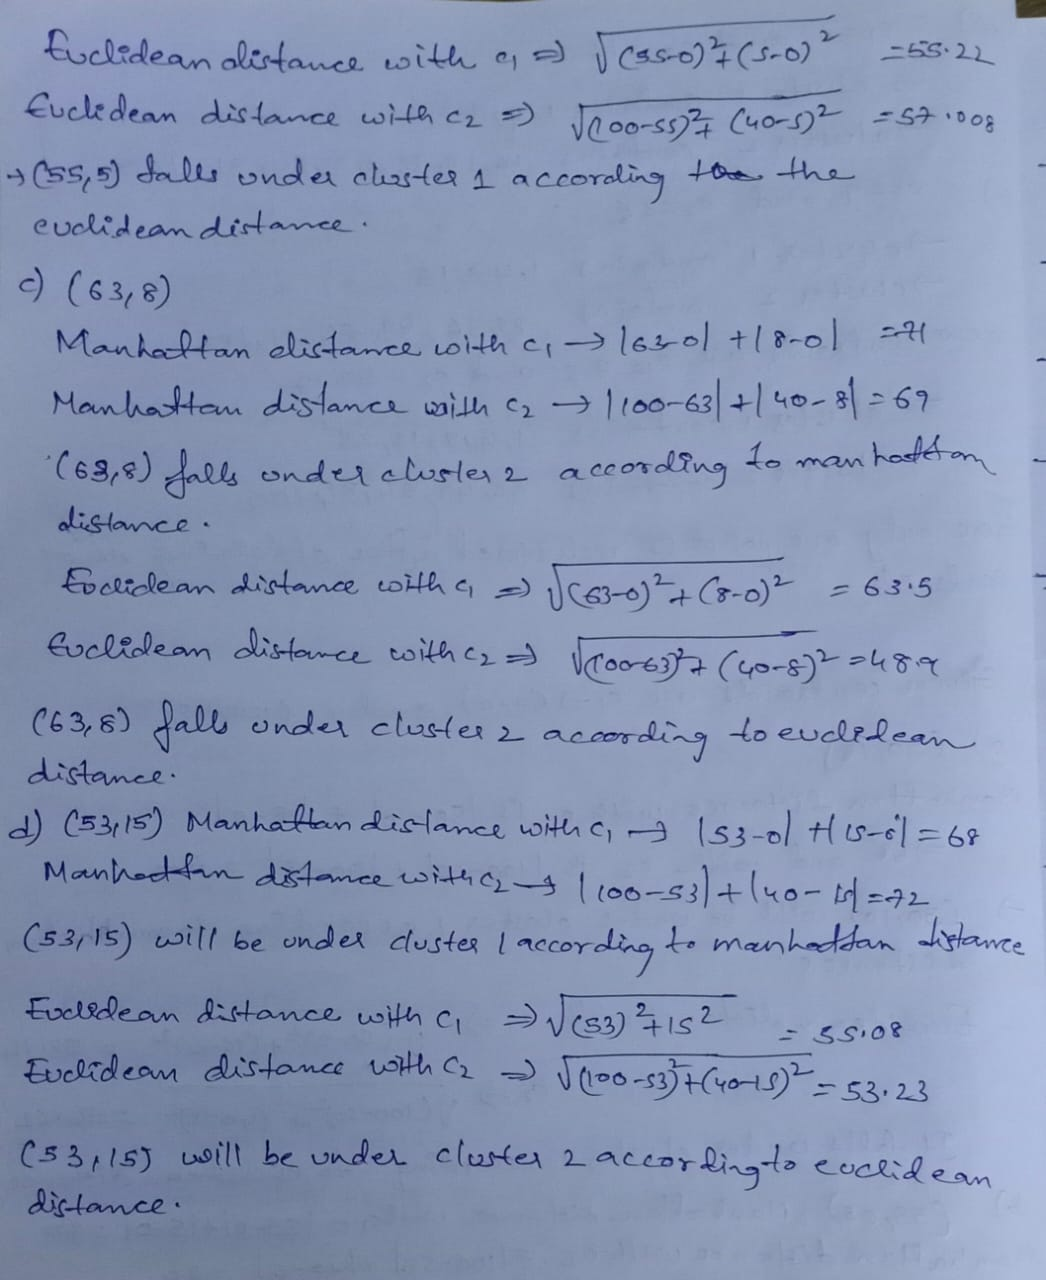 Euclidean distance with c1 ⇒ √(55-0)²+(5-0)² =55.22
Euclidean distance with c2 ⇒ √(100-55)²+(40-5)² =57.008
→ (55,5) falls under cluster 1 according to the
euclidean distance.
c) (63,8)
Manhattan distance with c1 → |63-0| +|8-0| =71
Manhattan distance with c2 → |100-63|+|40-8|=69
(63,8) falls under cluster 2 according to manhattan
distance.
Euclidean distance with c1 ⇒ √(63-0)²+(8-0)² = 63.5
Euclidean distance with c2 ⇒ √(100-63)²+(40-8)² =48.9
(63,8) falls under cluster 2 according to euclidean
distance.
d) (53,15) Manhattan distance with c1 → |53-0| +|15-0|=68
Manhattan distance with c2 → |100-53|+|40-15|=72
(53,15) will be under cluster 1 according to manhattan distance
Euclidean distance with c1 ⇒ √(53)²+15² = 55.08
Euclidean distance with c2 ⇒ √(100-53)²+(40-15)² = 53.23
(53,15) will be under cluster 2 according to euclidean
distance.